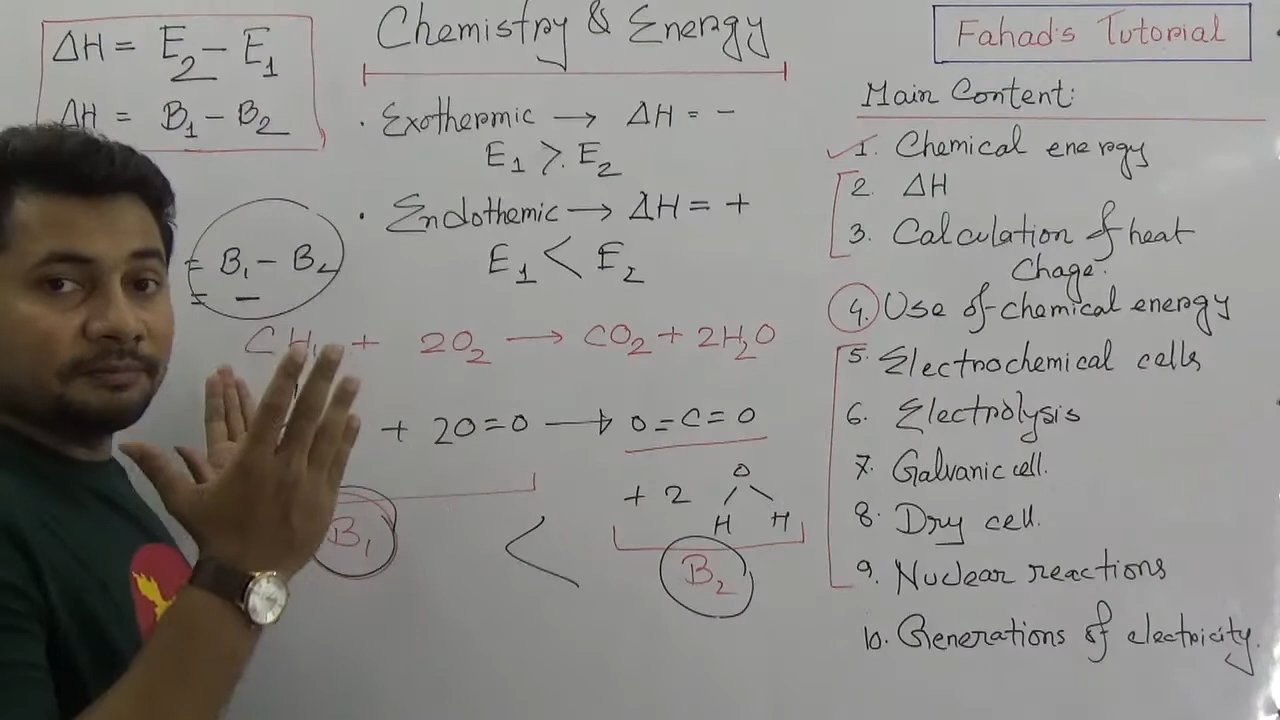 ΔH = E₂ - E₁
ΔH = B₁ - B₂
Chemistry & Energy
· Exothermic → ΔH = -
E₁ > E₂
· Endothemic → ΔH = +
E₁ < E₂
= B₁ - B₂
= -
CH + 2O₂ → CO₂ + 2H₂O
+ 2O=O → O=C=O
+ 2 O
H H
B₁ < B₂
Fahad's Tutorial
Main Content:
✓ 1. Chemical energy
2. ΔH
3. Calculation of heat
Chage.
4. Use of chemical energy
5. Electrochemical cells
6. Electrolysis
7. Galvanic cell.
8. Dry cell.
9. Nuclear reactions
10. Generations of electricity.